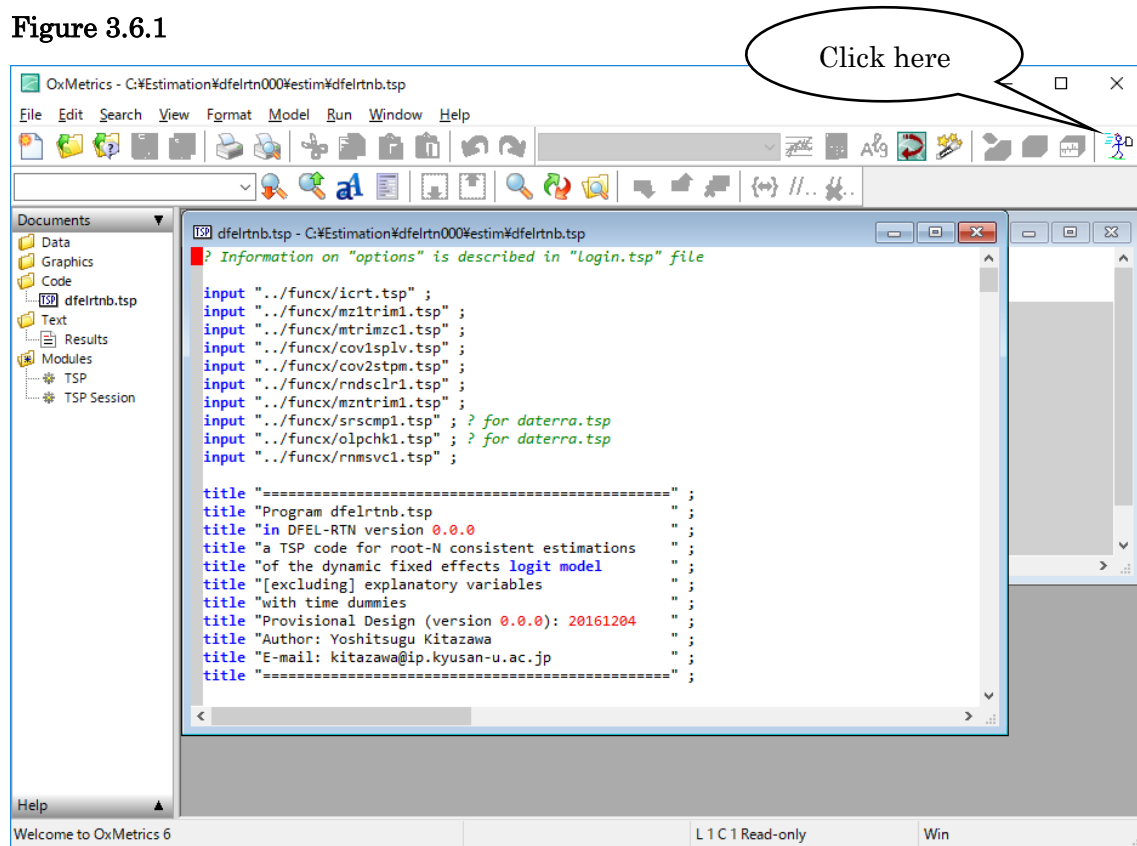 Figure 3.6.1
Click here
OxMetrics - C:¥Estimation¥dfelrtn000¥estim¥dfelrtnb.tsp
File Edit Search View Format Model Run Window Help
Documents
Data
Graphics
Code
TSP dfelrtnb.tsp
Text
Results
Modules
TSP
TSP Session
TSP dfelrtnb.tsp - C:¥Estimation¥dfelrtn000¥estim¥dfelrtnb.tsp
? Information on "options" is described in "login.tsp" file
input "../funcx/icrt.tsp" ;
input "../funcx/mz1trim1.tsp" ;
input "../funcx/mtrimzc1.tsp" ;
input "../funcx/cov1splv.tsp" ;
input "../funcx/cov2stpm.tsp" ;
input "../funcx/rndsclr1.tsp" ;
input "../funcx/mzntrim1.tsp" ;
input "../funcx/srscmp1.tsp" ; ? for daterra.tsp
input "../funcx/olpchk1.tsp" ; ? for daterra.tsp
input "../funcx/rnmsvc1.tsp" ;
title "================================================" ;
title "Program dfelrtnb.tsp " ;
title "in DFEL-RTN version 0.0.0 " ;
title "a TSP code for root-N consistent estimations " ;
title "of the dynamic fixed effects logit model " ;
title "[excluding] explanatory variables " ;
title "with time dummies " ;
title "Provisional Design (version 0.0.0): 20161204 " ;
title "Author: Yoshitsugu Kitazawa " ;
title "E-mail: kitazawa@ip.kyusan-u.ac.jp " ;
title "================================================" ;
Help
Welcome to OxMetrics 6
L 1 C 1 Read-only
Win